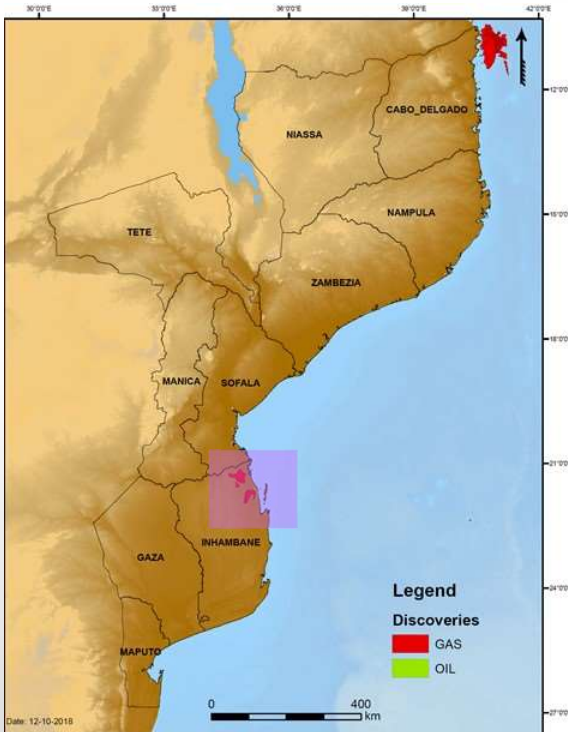 30°0'0"E
33°0'0"E
36°0'0"E
39°0'0"E
42°0'0"E
12°0'0"S
CABO_DELGADO
NIASSA
NAMPULA
15°0'0"S
TETE
ZAMBEZIA
18°0'0"S
MANICA
SOFALA
21°0'0"S
INHAMBANE
GAZA
24°0'0"S
Legend
Discoveries
GAS
OIL
MAPUTO
0
400
km
27°0'0"S
Date: 12-10-2018